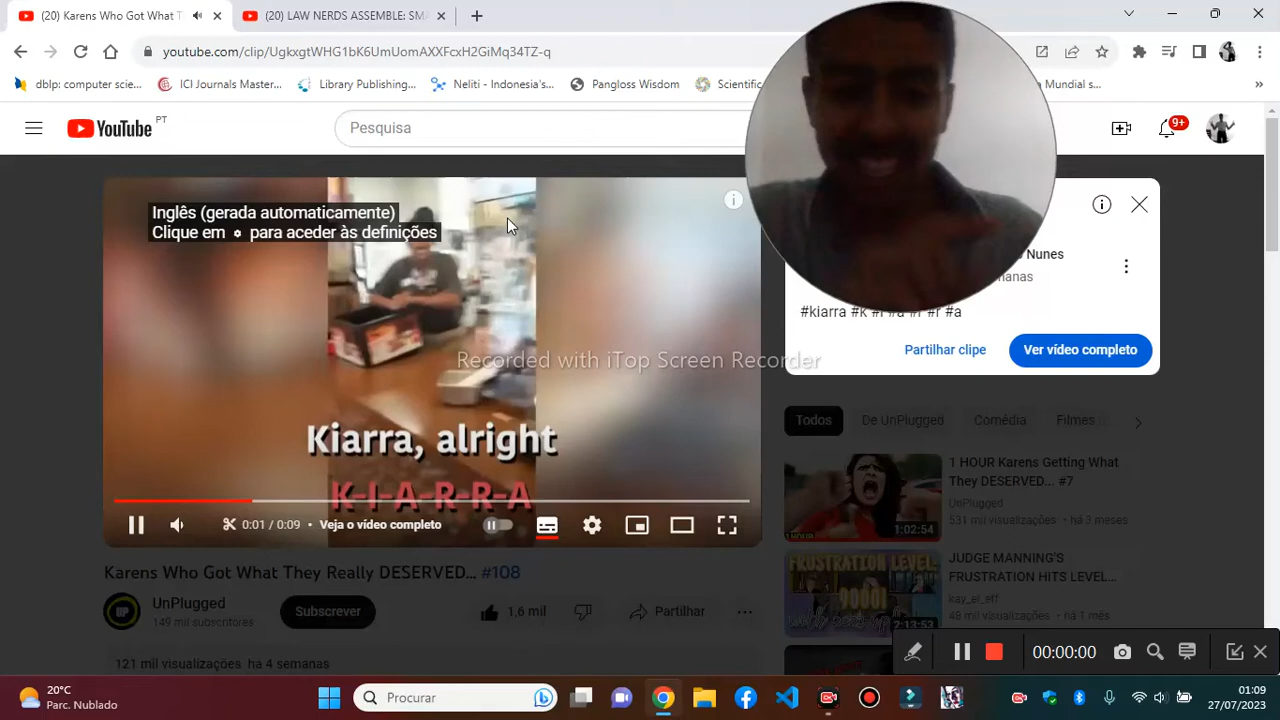 (20) Karens Who Got What T
(20) LAW NERDS ASSEMBLE: SMA
youtube.com/clip/UgkxgtWHG1bK6UmUomAXXFcxH2GiMq34TZ-q
dblp: computer scie...
ICI Journals Master...
Library Publishing...
Neliti - Indonesia's...
Pangloss Wisdom
Scientific
Mundial s...
YouTube PT
Pesquisa
9+
Inglês (gerada automaticamente)
Clique em para aceder às definições
Nunes
manas
#kiarra #k #i #a #r #r #a
Partilhar clipe
Ver vídeo completo
Recorded with iTop Screen Recorder
Kiarra, alright
K-I-A-R-R-A
0:01 / 0:09 • Veja o vídeo completo
Todos
De UnPlugged
Comédia
Filmes
1 HOUR Karens Getting What
They DESERVED... #7
UnPlugged
531 mil visualizações • há 3 meses
1 HOUR
1:02:54
Karens Who Got What They Really DESERVED... #108
UnPlugged
149 mil subscritores
Subscrever
1,6 mil
Partilhar
FRUSTRATION LEVEL:
9000!
2:13:53
JUDGE MANNING'S
FRUSTRATION HITS LEVEL...
kay_el_eff
48 mil visualizações • há 1 mês
121 mil visualizações há 4 semanas
00:00:00
20°C
Parc. Nublado
Procurar
01:09
27/07/2023